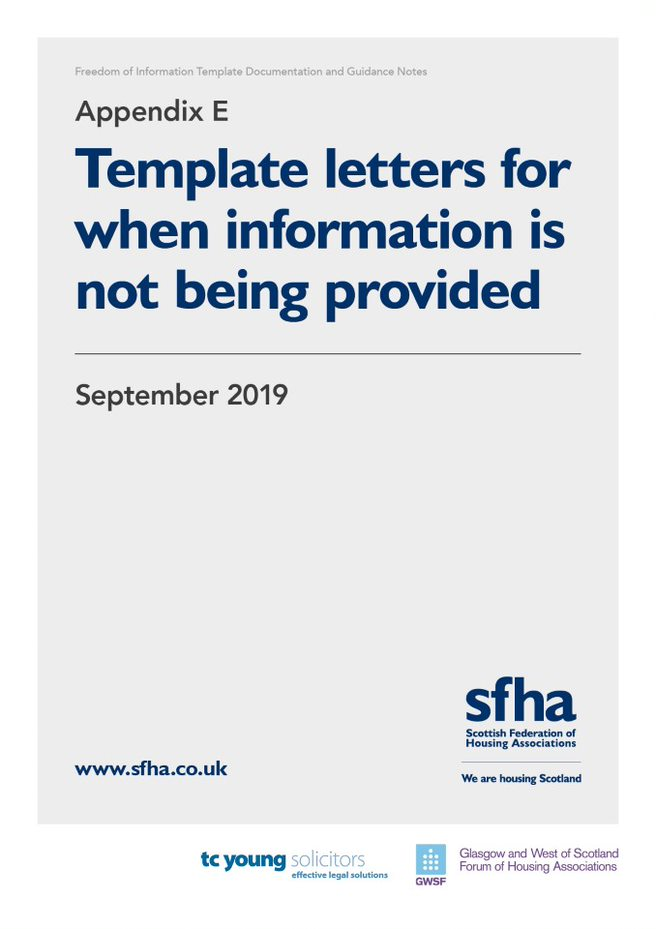 Freedom of Information Template Documentation and Guidance Notes
Appendix E
Template letters for
when information is
not being provided
September 2019
sfha
Scottish Federation of
Housing Associations
www.sfha.co.uk
We are housing Scotland
tc young solicitors
effective legal solutions
GWSF
Glasgow and West of Scotland
Forum of Housing Associations